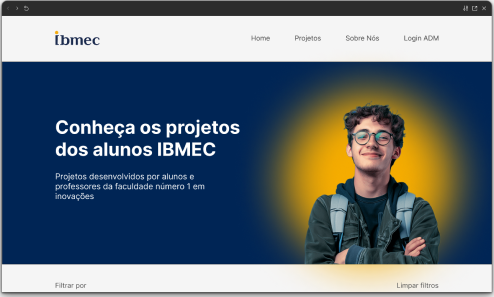 ibmec
Home Projetos Sobre Nós Login ADM
Conheça os projetos
dos alunos IBMEC
Projetos desenvolvidos por alunos e
professores da faculdade número 1 em
inovações
Filtrar por Limpar filtros